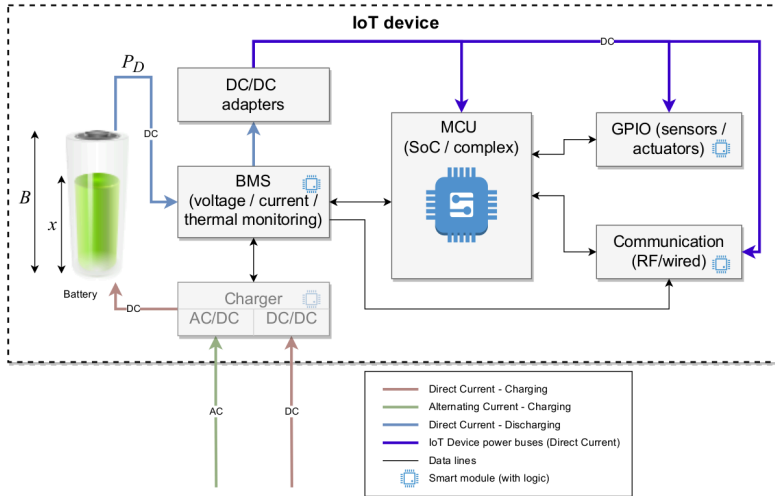 IoT device
P_D
DC
DC/DC
adapters
DC
MCU
(SoC / complex)
GPIO (sensors /
actuators)
B
x
BMS
(voltage / current /
thermal monitoring)
Communication
(RF/wired)
Battery
DC
Charger
AC/DC
DC/DC
AC
DC
Direct Current - Charging
Alternating Current - Charging
Direct Current - Discharging
IoT Device power buses (Direct Current)
Data lines
Smart module (with logic)